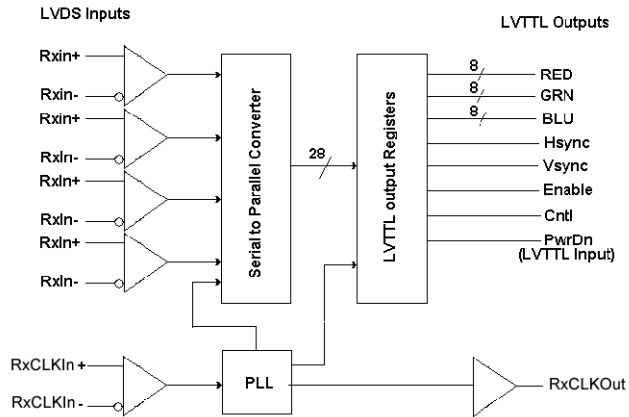 LVDS Inputs
LVTTL Outputs
Rxin+
Rxin-
Rxin+
RxIn-
RxIn+
RxIn-
RxIn+
RxIn-
Serial to Parallel Converter
28
LVTTL output Registers
8
RED
8
GRN
8
BLU
Hsync
Vsync
Enable
Cntl
PwrDn
(LVTTL Input)
RxCLKIn +
RxCLKIn -
PLL
RxCLKOut